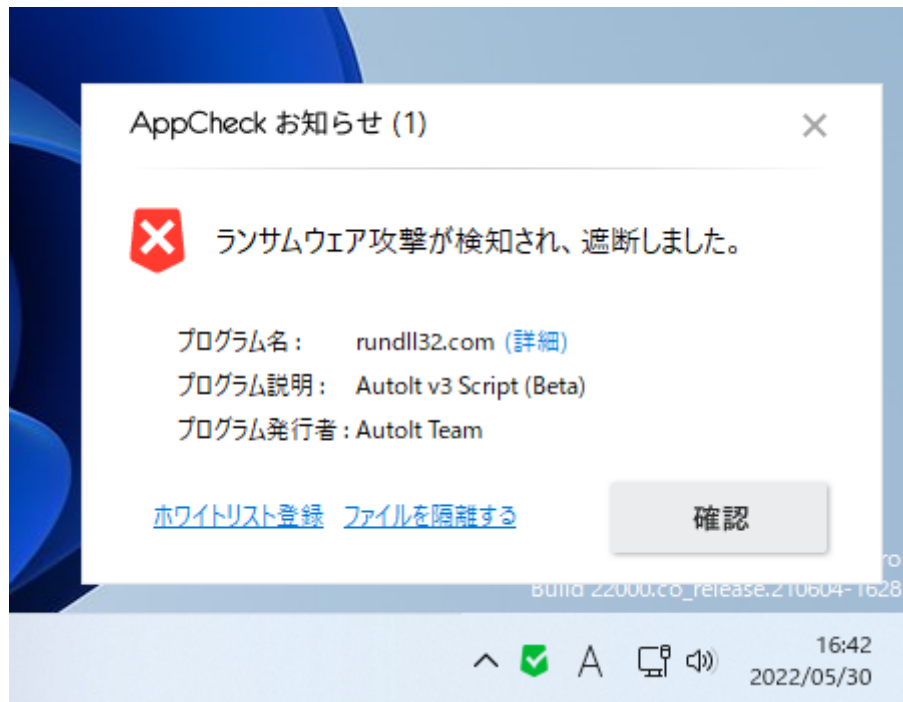 AppCheck お知らせ (1)
ランサムウェア攻撃が検知され、遮断しました。
プログラム名 : rundll32.com (詳細)
プログラム説明 : AutoIt v3 Script (Beta)
プログラム発行者 : AutoIt Team
ホワイトリスト登録 ファイルを隔離する 確認
ro
Build 22000.co_release.210604-1628
A 16:42
2022/05/30